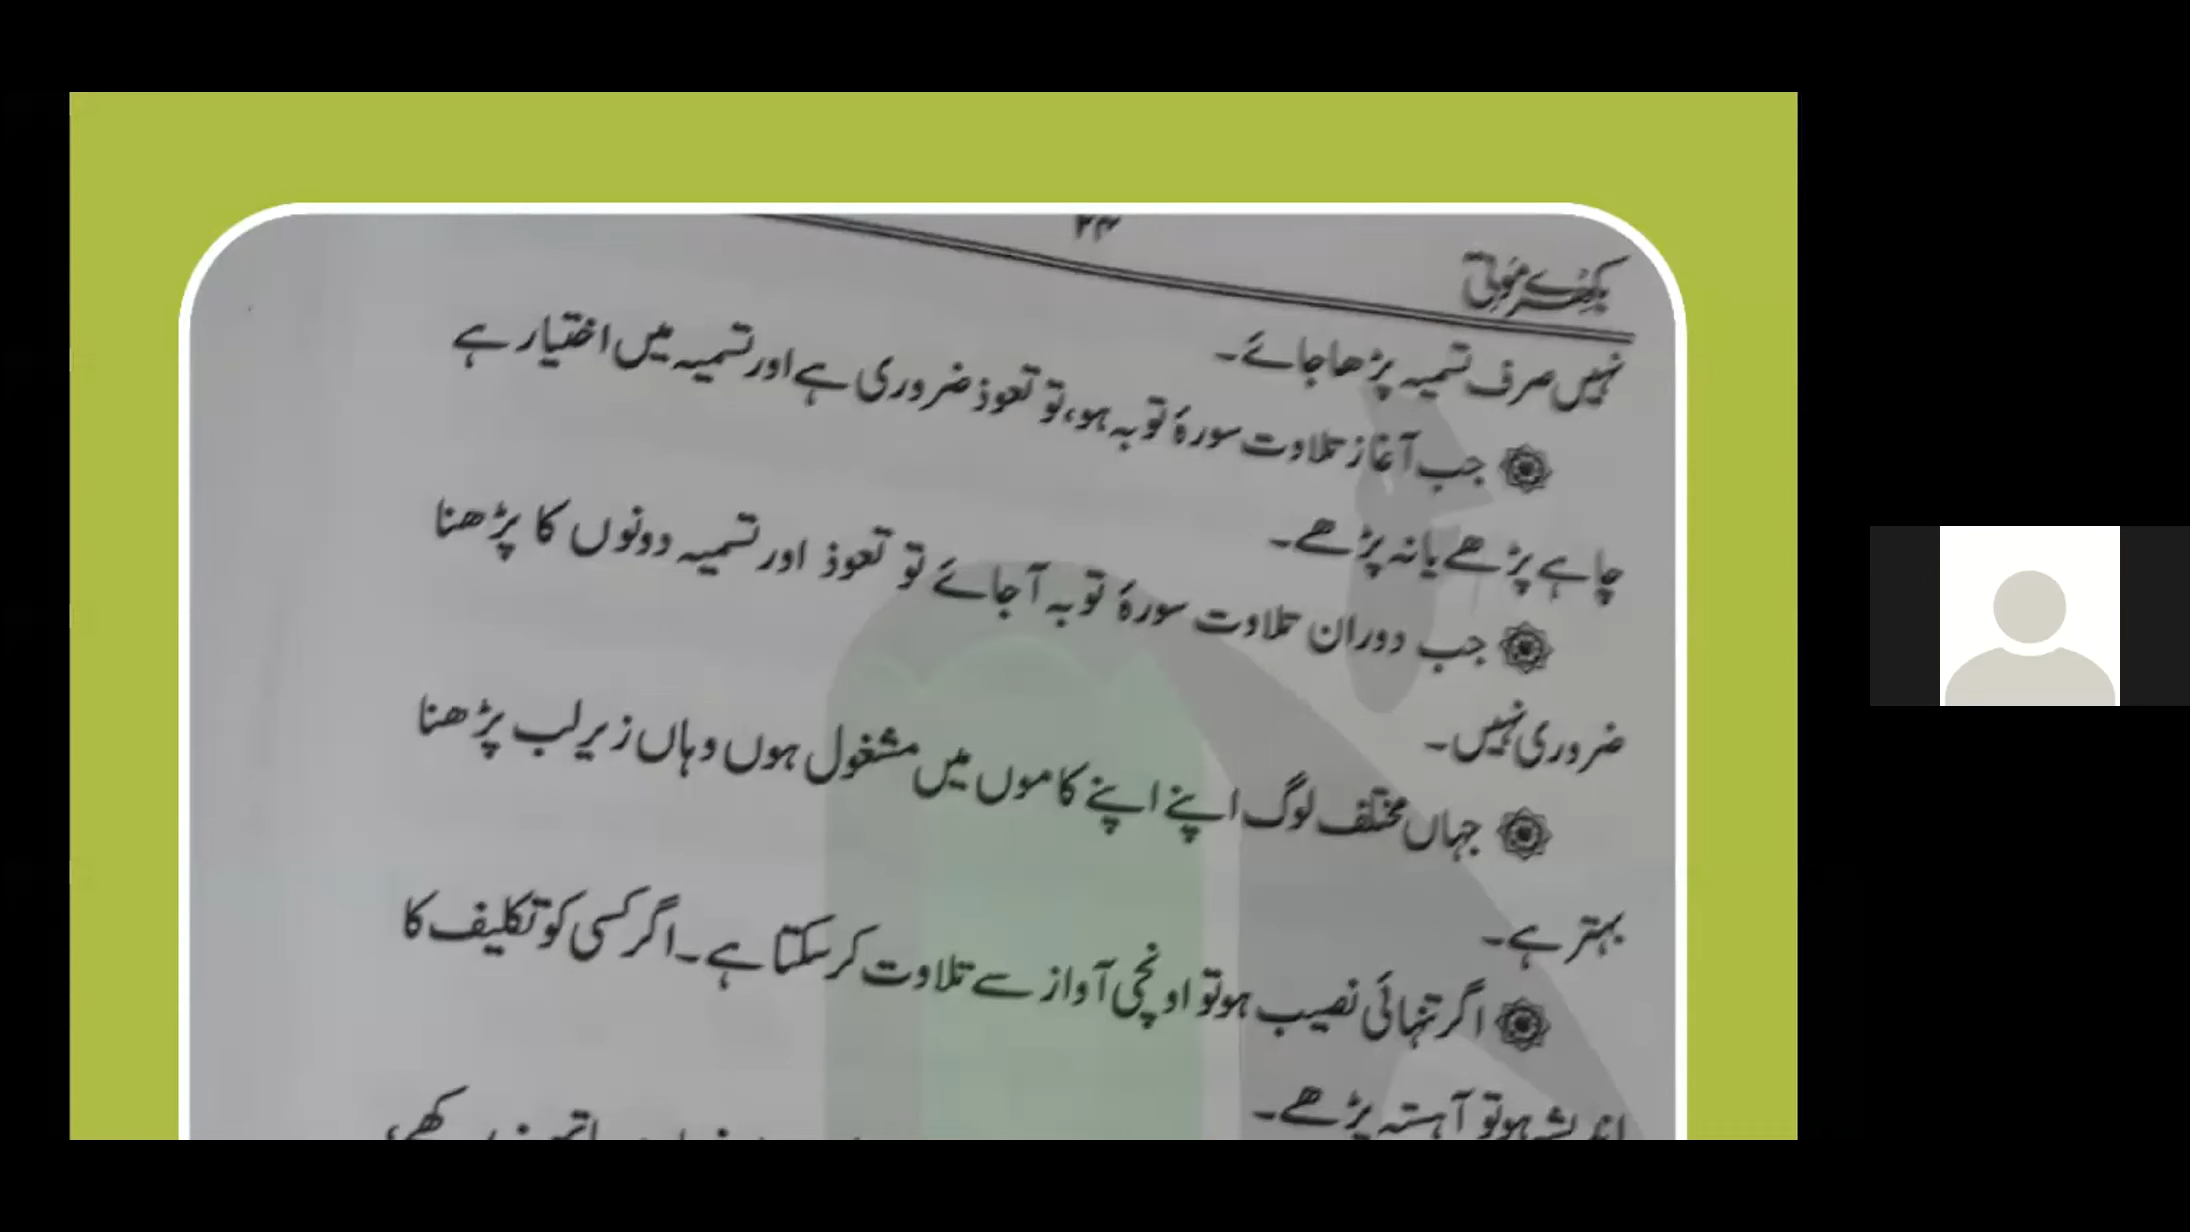 ۲۴
بکھرے موتی
نہیں صرف تسمیہ پڑھا جائے۔
جب آغاز تلاوت سورۂ توبہ ہو، تو تعوذ ضروری ہے اور تسمیہ میں اختیار ہے
چاہے پڑھے یا نہ پڑھے۔
جب دوران تلاوت سورۂ توبہ آجائے تو تعوذ اور تسمیہ دونوں کا پڑھنا
ضروری نہیں۔
جہاں مختلف لوگ اپنے اپنے کاموں میں مشغول ہوں وہاں زیر لب پڑھنا
بہتر ہے۔
اگر تنہائی نصیب ہو تو اونچی آواز سے تلاوت کر سکتا ہے۔ اگر کسی کو تکلیف کا
اندیشہ ہو تو آہستہ پڑھے۔